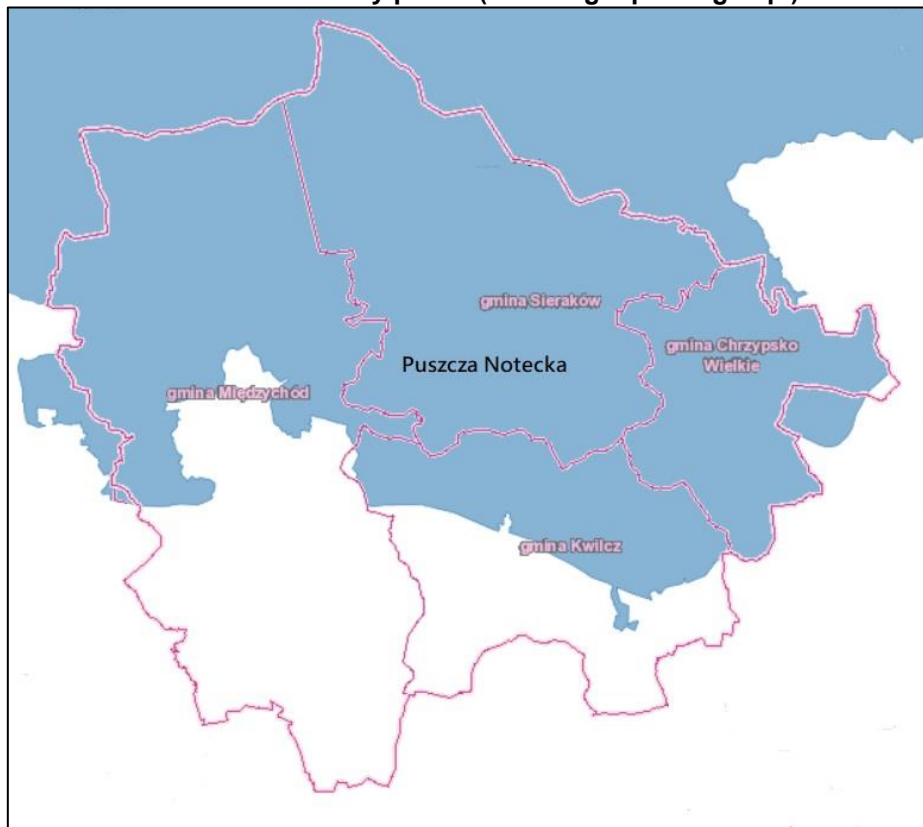 gmina Sieraków
gmina Chrzypsko
Wielkie
Puszcza Notecka
gmina Międzychód
gmina Kwilcz